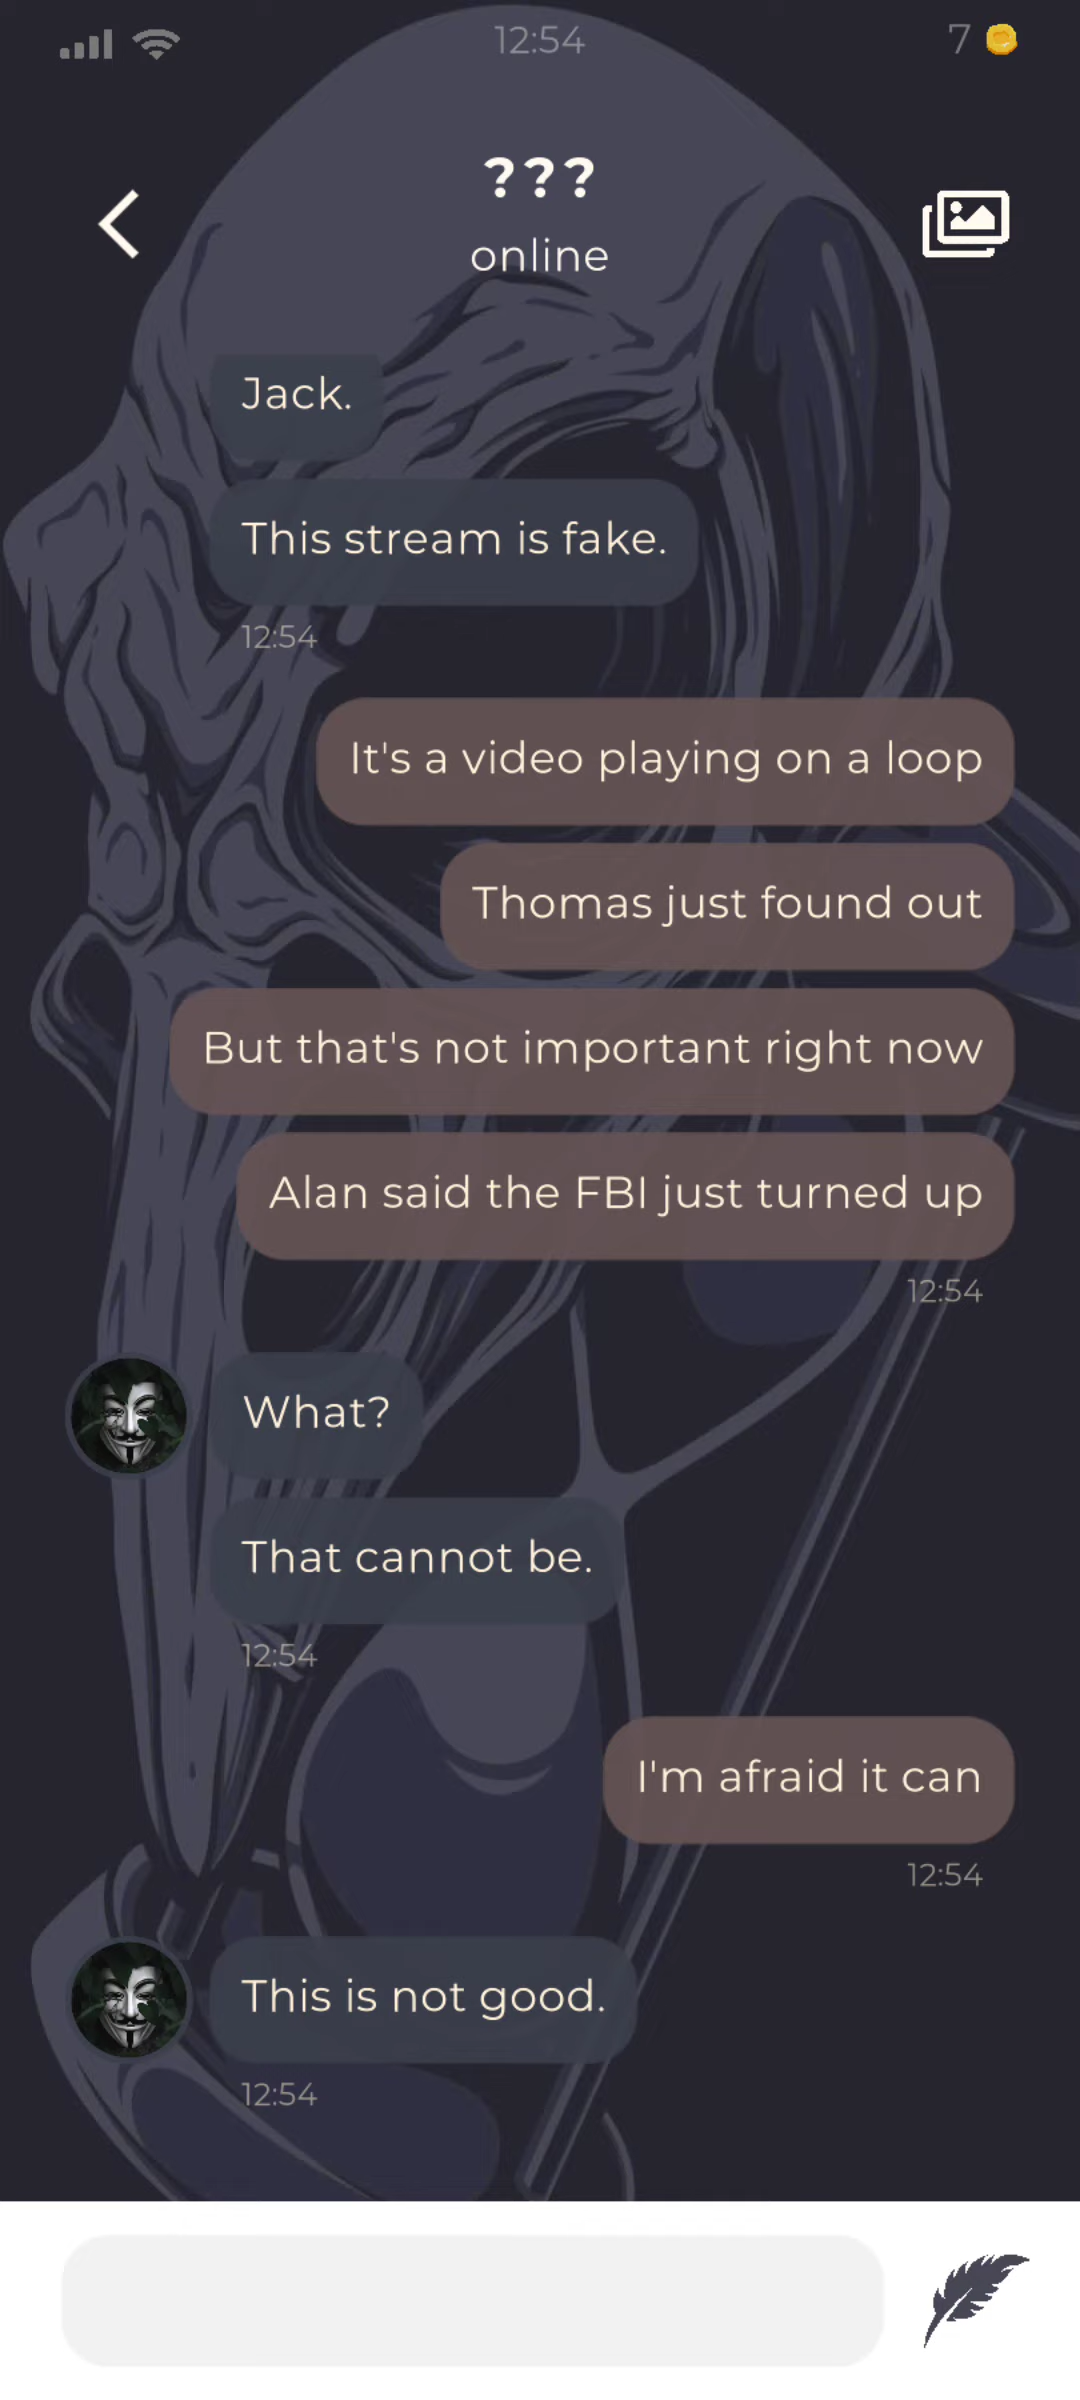 12:54
7
???
online
Jack.
This stream is fake.
12:54
It's a video playing on a loop
Thomas just found out
But that's not important right now
Alan said the FBI just turned up
12:54
What?
That cannot be.
12:54
I'm afraid it can
12:54
This is not good.
12:54